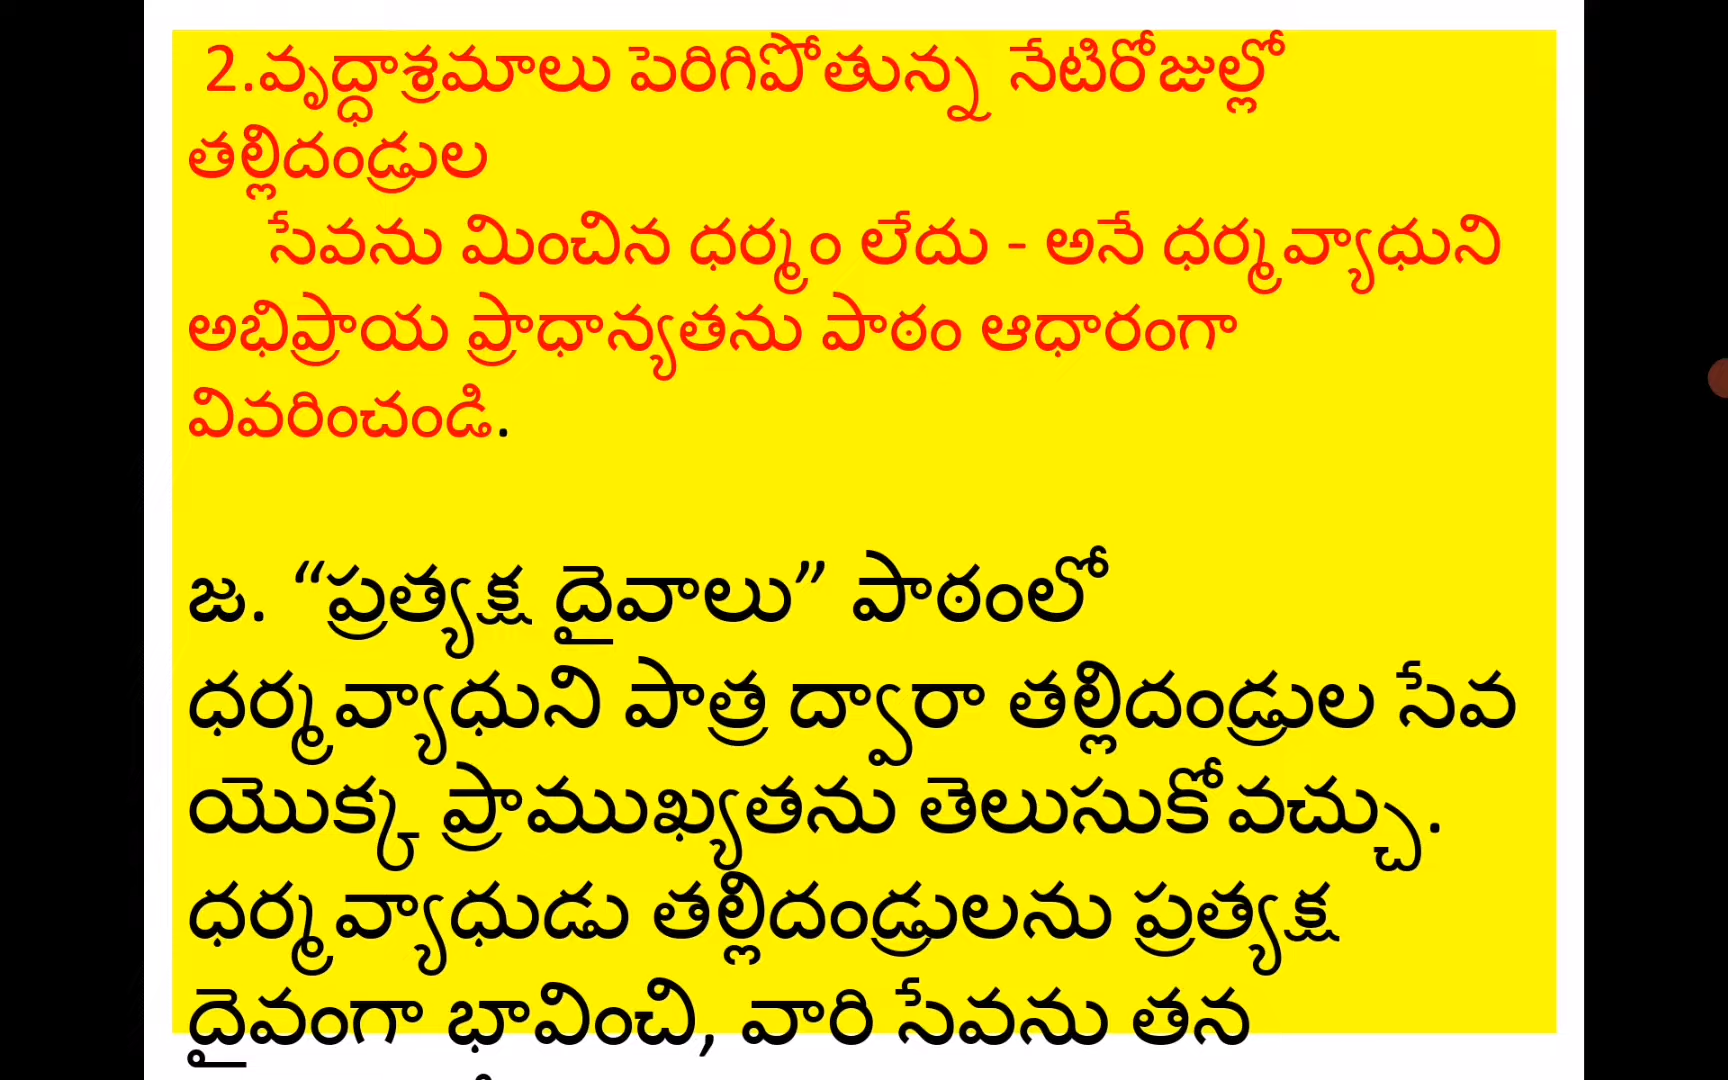 2.వృద్ధాశ్రమాలు పెరిగిపోతున్న నేటిరోజుల్లో
తల్లిదండ్రుల
సేవను మించిన ధర్మం లేదు - అనే ధర్మవ్యాధుని
అభిప్రాయ ప్రాధాన్యతను పాఠం ఆధారంగా
వివరించండి.
జ. “ప్రత్యక్ష దైవాలు” పాఠంలో
ధర్మవ్యాధుని పాత్ర ద్వారా తల్లిదండ్రుల సేవ
యొక్క ప్రాముఖ్యతను తెలుసుకోవచ్చు.
ధర్మవ్యాధుడు తల్లిదండ్రులను ప్రత్యక్ష
దైవంగా భావించి, వారి సేవను తన